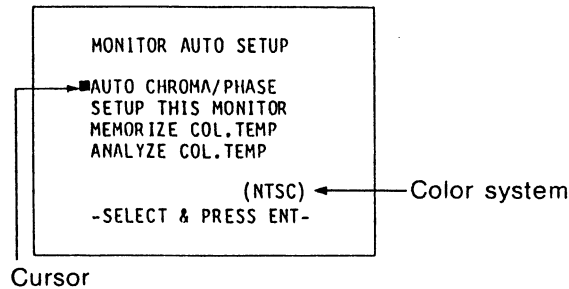 MONITOR AUTO SETUP
■AUTO CHROMA/PHASE
SETUP THIS MONITOR
MEMORIZE COL.TEMP
ANALYZE COL.TEMP
(NTSC)
Color system
-SELECT & PRESS ENT-
Cursor